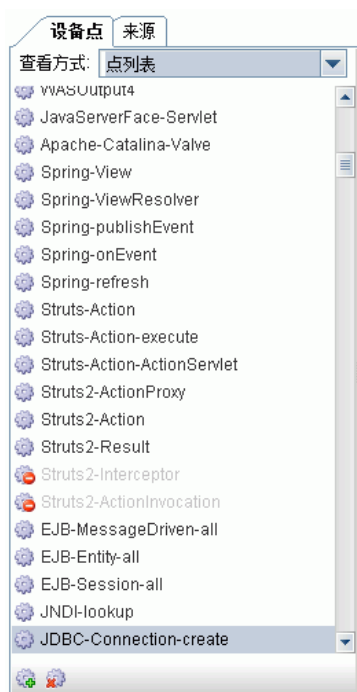 设备点 来源
查看方式: 点列表
WASOutput4
JavaServerFace-Servlet
Apache-Catalina-Valve
Spring-View
Spring-ViewResolver
Spring-publishEvent
Spring-onEvent
Spring-refresh
Struts-Action
Struts-Action-execute
Struts-Action-ActionServlet
Struts2-ActionProxy
Struts2-Action
Struts2-Result
Struts2-Interceptor
Struts2-ActionInvocation
EJB-MessageDriven-all
EJB-Entity-all
EJB-Session-all
JNDI-lookup
JDBC-Connection-create